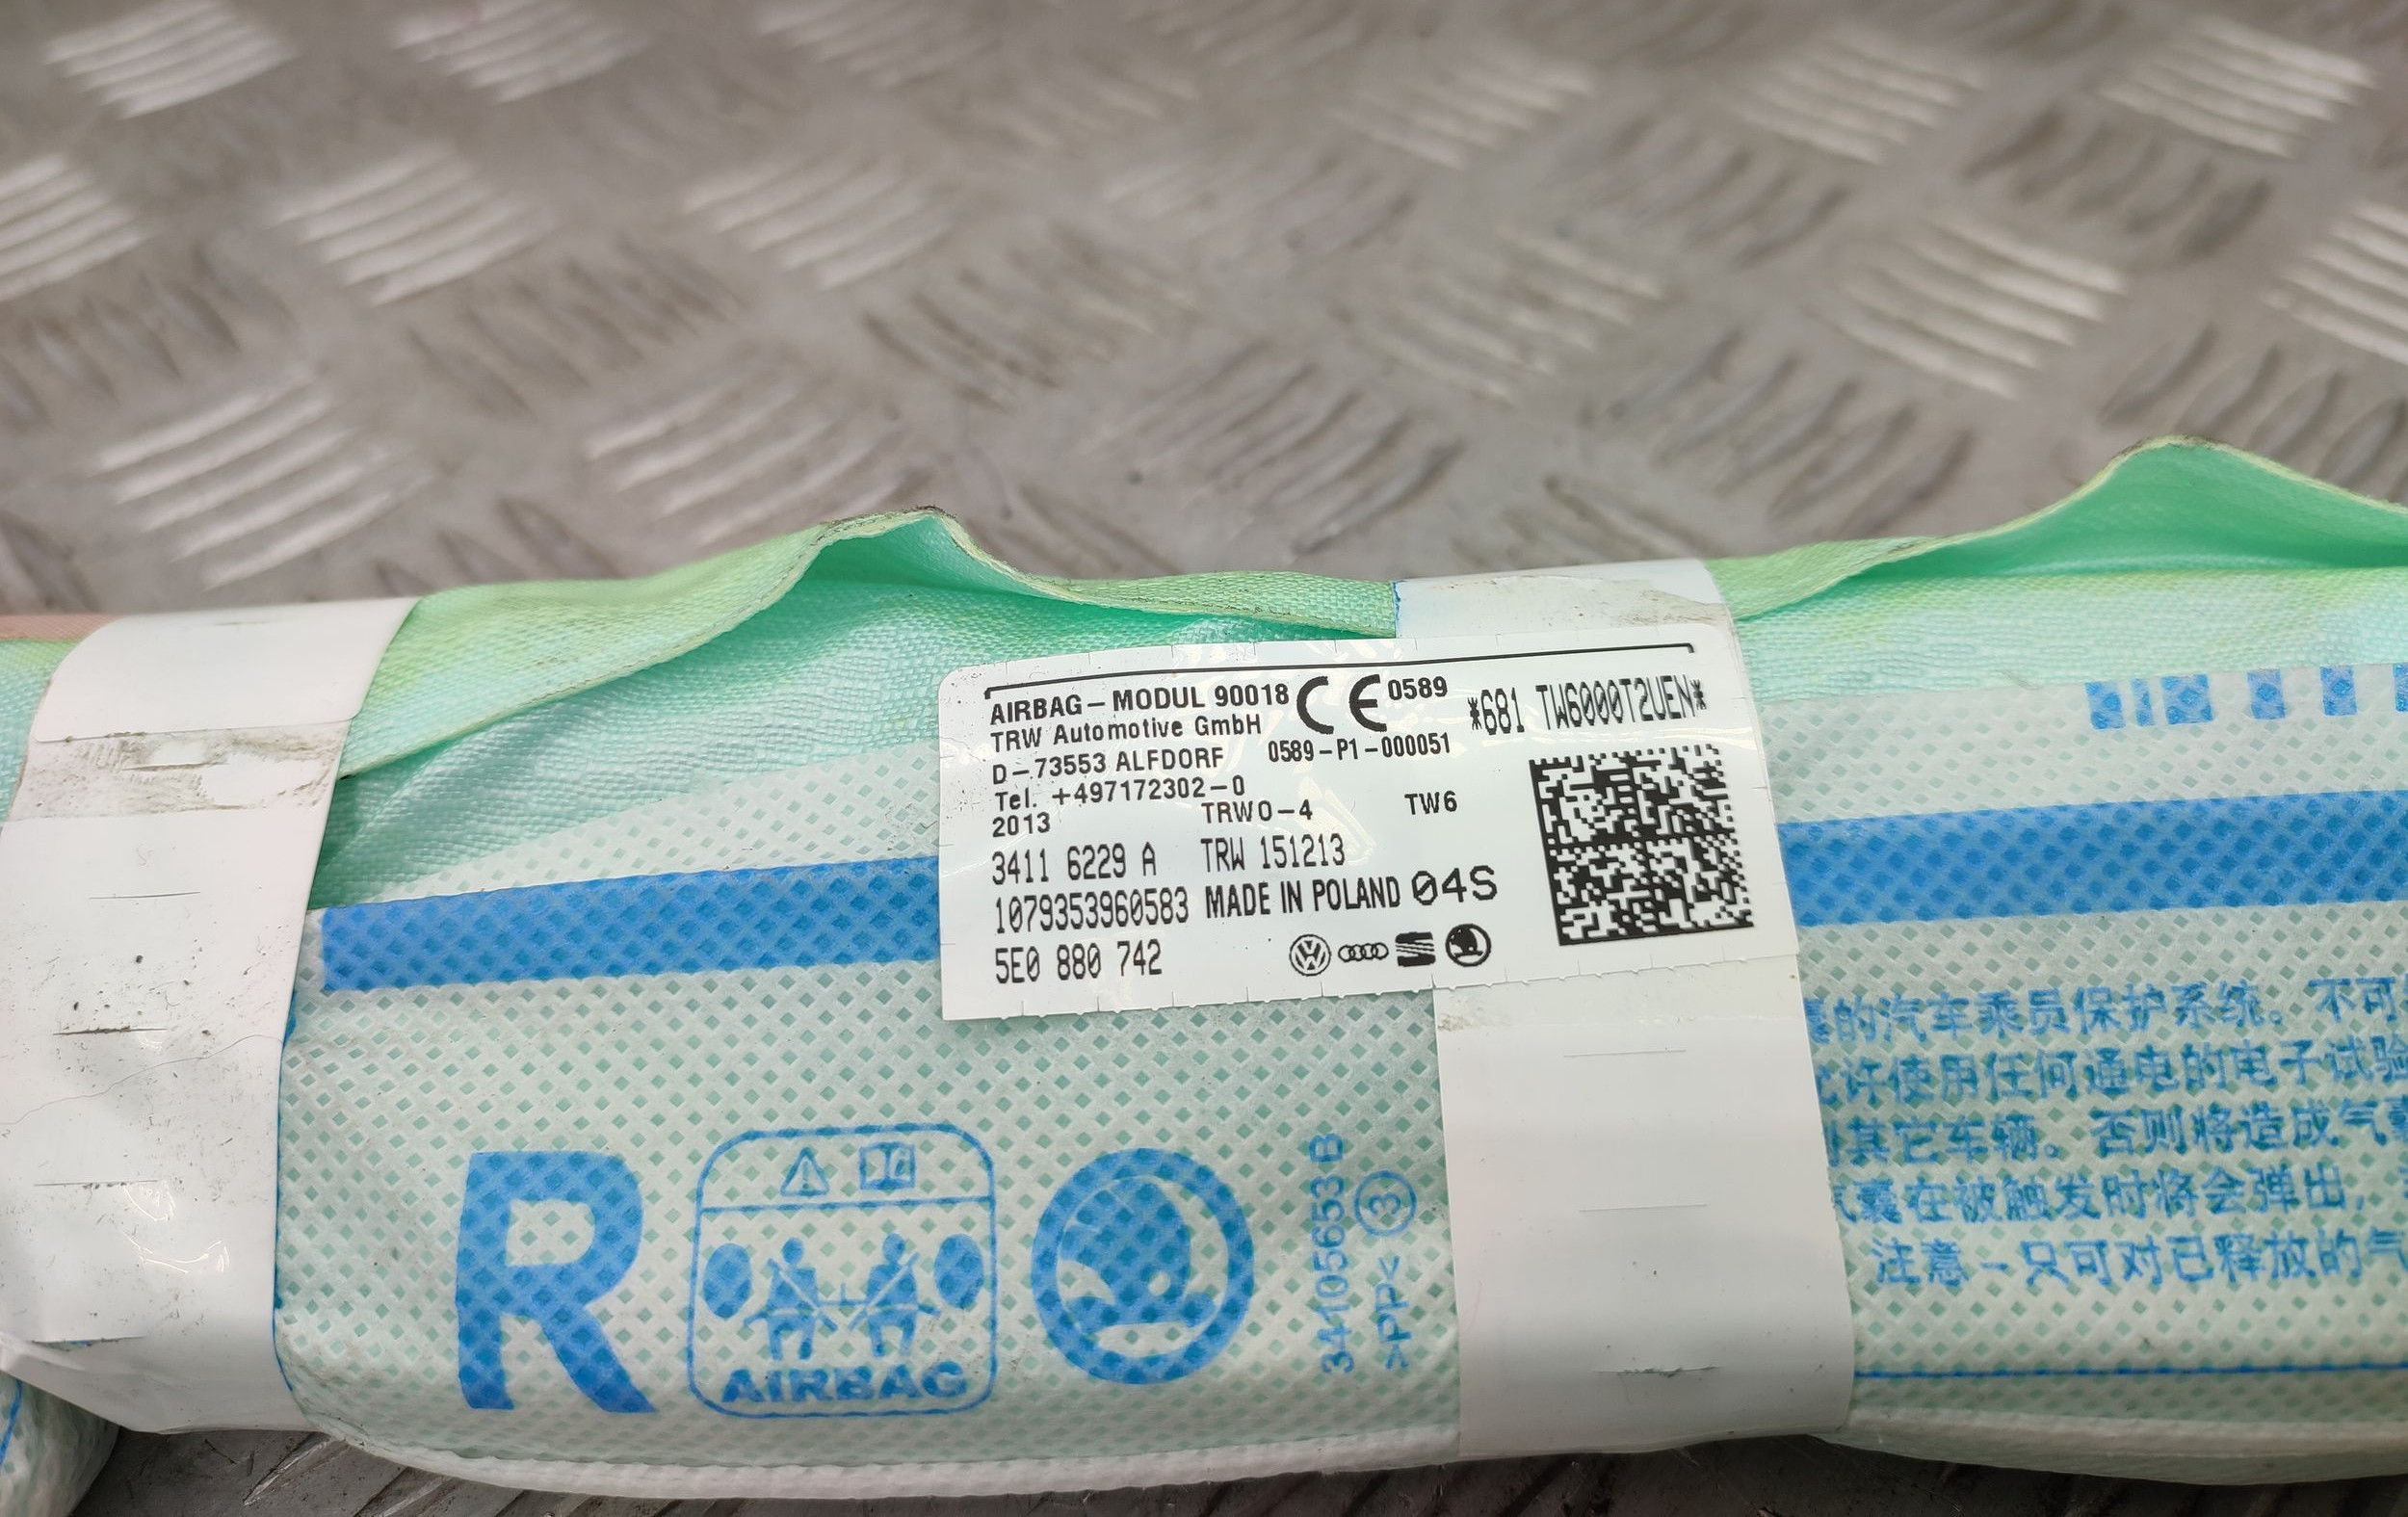 AIRBAG-MODUL 90018 CE 0589
TRW Automotive GmbH
D-73553 ALFDORF 0589-P1-000051
Tel. +497172302-0
2013 TRWO-4 TW6
3411 6229 A TRW 151213
1079353960583 MADE IN POLAND 04S
5E0 880 742
*681 TW6000T2UEN*
R
AIRBAG
34105653 B
>PP< 3
的汽车乘员保护系统。不可
许使用任何通电的电子试验
其它车辆。否则将造成气
气囊在被触发时将会弹出,
注意-只可对已释放的气